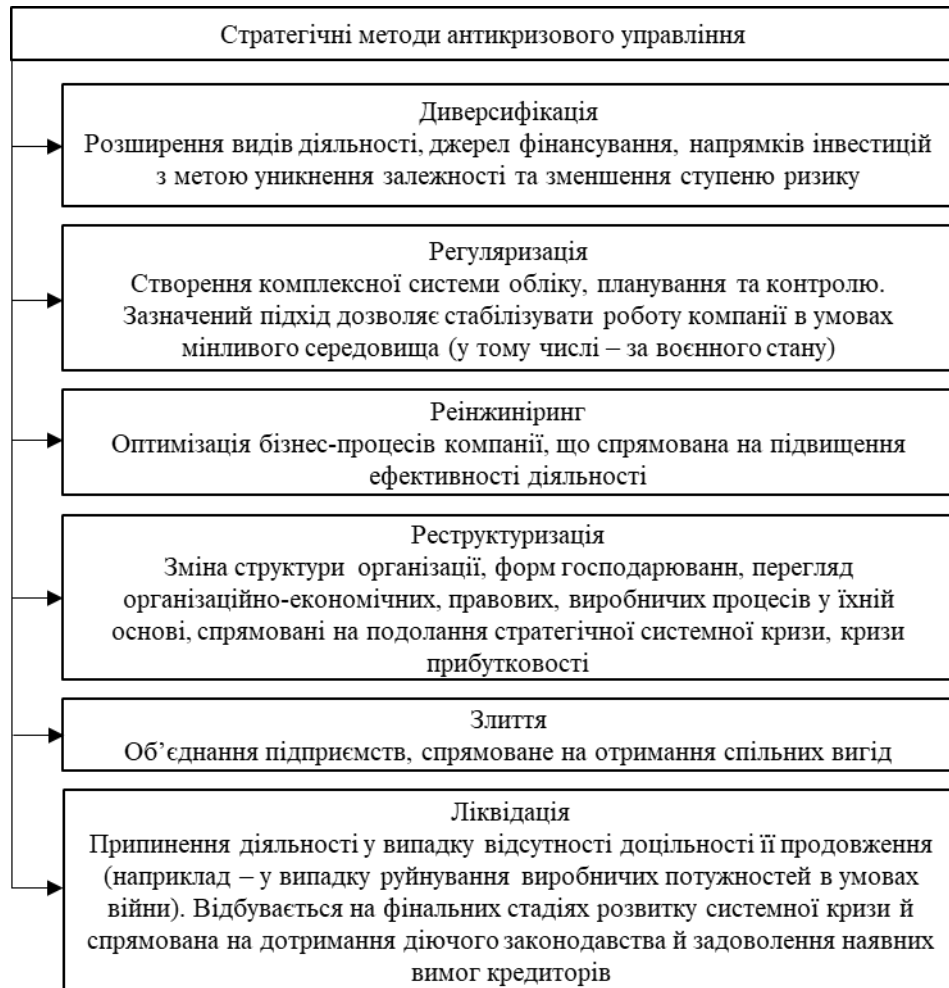 Стратегічні методи антикризового управління
Диверсифікація
Розширення видів діяльності, джерел фінансування, напрямків інвестицій
з метою уникнення залежності та зменшення ступеню ризику
Регуляризація
Створення комплексної системи обліку, планування та контролю.
Зазначений підхід дозволяє стабілізувати роботу компанії в умовах
мінливого середовища (у тому числі – за воєнного стану)
Реінжиніринг
Оптимізація бізнес-процесів компанії, що спрямована на підвищення
ефективності діяльності
Реструктуризація
Зміна структури організації, форм господарюванн, перегляд
організаційно-економічних, правових, виробничих процесів у їхній
основі, спрямовані на подолання стратегічної системної кризи, кризи
прибутковості
Злиття
Об’єднання підприємств, спрямоване на отримання спільних вигід
Ліквідація
Припинення діяльності у випадку відсутності доцільності її продовження
(наприклад – у випадку руйнування виробничих потужностей в умовах
війни). Відбувається на фінальних стадіях розвитку системної кризи й
спрямована на дотримання діючого законодавства й задоволення наявних
вимог кредиторів